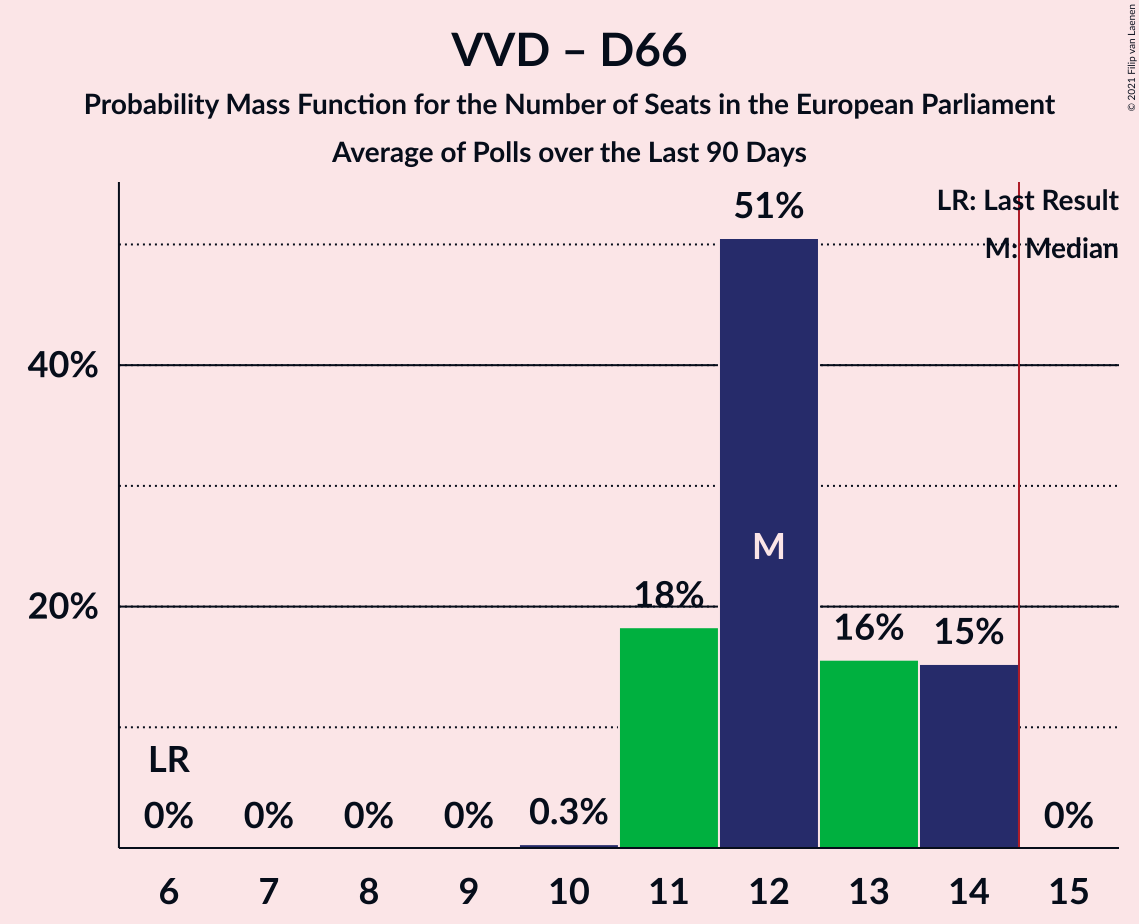 VVD – D66
Probability Mass Function for the Number of Seats in the European Parliament
Average of Polls over the Last 90 Days
© 2021 Filip van Laenen
LR: Last Result
M: Median
51%
40%
M
18%
20%
16%
15%
LR
0%
0%
0%
0%
0.3%
0%
6 7 8 9 10 11 12 13 14 15